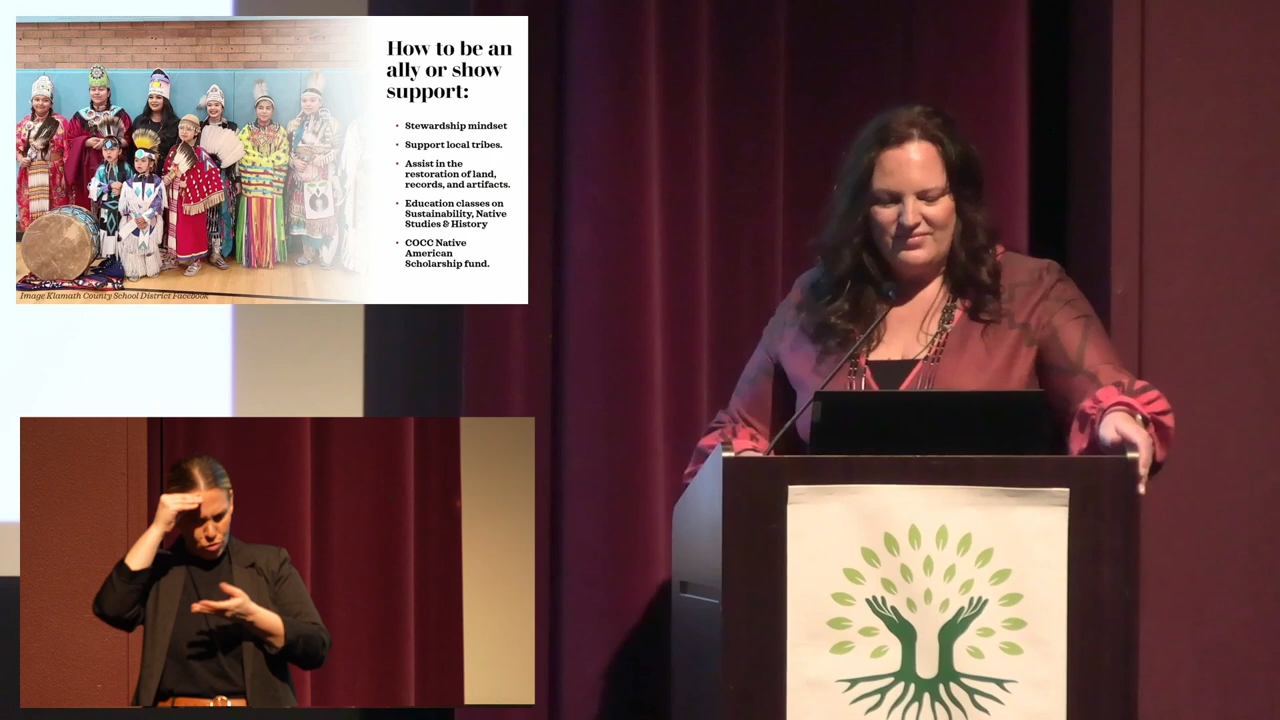 How to be an
ally or show
support:
• Stewardship mindset
• Support local tribes.
• Assist in the
restoration of land,
records, and artifacts.
• Education classes on
Sustainability, Native
Studies & History
• COCC Native
American
Scholarship fund.
Image Klamath County School District Facebook